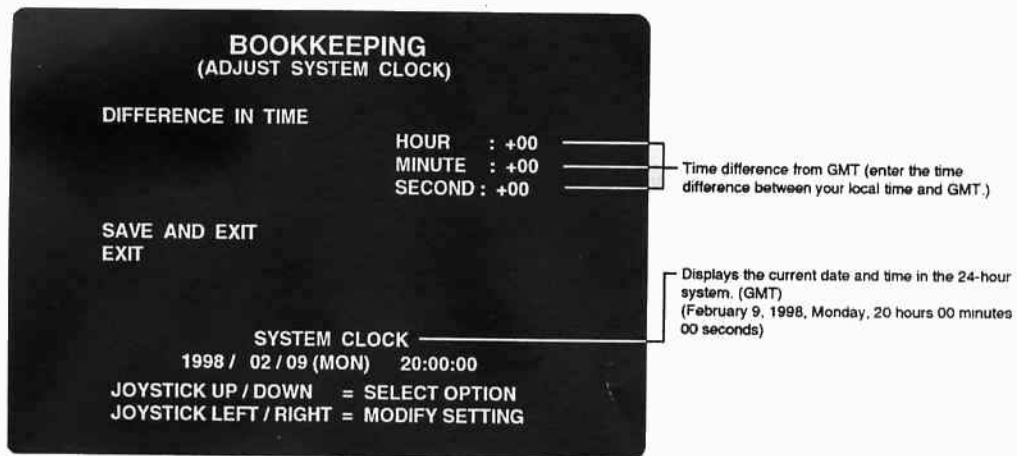 BOOKKEEPING
(ADJUST SYSTEM CLOCK)
DIFFERENCE IN TIME
HOUR : +00
MINUTE : +00
SECOND : +00
Time difference from GMT (enter the time
difference between your local time and GMT.)
SAVE AND EXIT
EXIT
Displays the current date and time in the 24-hour
system. (GMT)
(February 9, 1998, Monday, 20 hours 00 minutes
00 seconds)
SYSTEM CLOCK
1998 / 02 / 09 (MON) 20:00:00
JOYSTICK UP / DOWN = SELECT OPTION
JOYSTICK LEFT / RIGHT = MODIFY SETTING